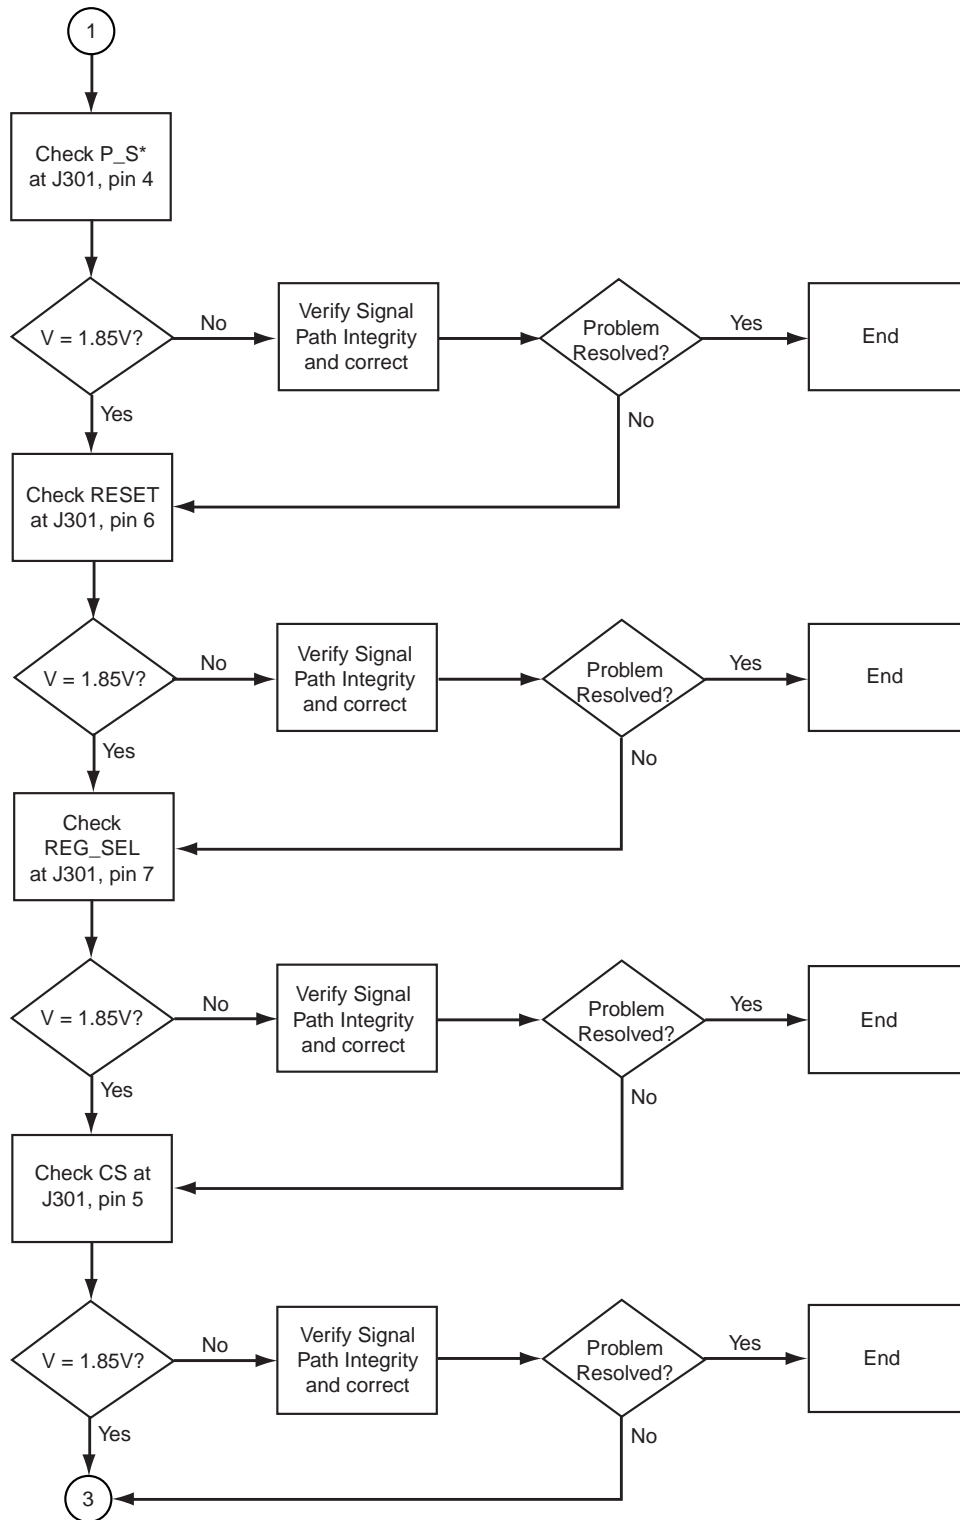 1
Check P_S*
at J301, pin 4
V = 1.85V?
No
Verify Signal
Path Integrity
and correct
Problem
Resolved?
Yes
End
Yes
No
Check RESET
at J301, pin 6
V = 1.85V?
No
Verify Signal
Path Integrity
and correct
Problem
Resolved?
Yes
End
Yes
No
Check
REG_SEL
at J301, pin 7
V = 1.85V?
No
Verify Signal
Path Integrity
and correct
Problem
Resolved?
Yes
End
Yes
No
Check CS at
J301, pin 5
V = 1.85V?
No
Verify Signal
Path Integrity
and correct
Problem
Resolved?
Yes
End
Yes
No
3